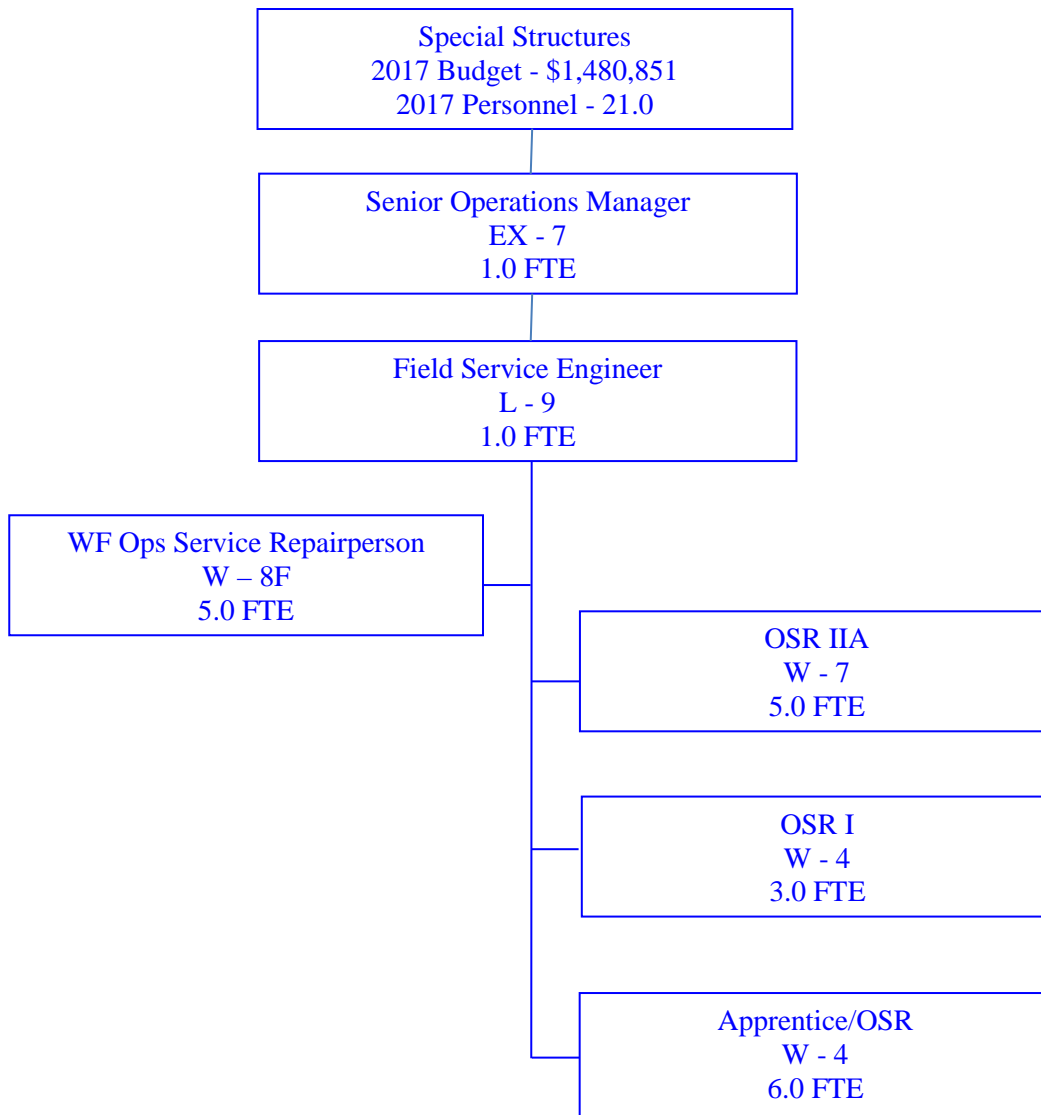 Special Structures
2017 Budget - $1,480,851
2017 Personnel - 21.0
Senior Operations Manager
EX - 7
1.0 FTE
Field Service Engineer
L - 9
1.0 FTE
WF Ops Service Repairperson
W – 8F
5.0 FTE
OSR IIA
W - 7
5.0 FTE
OSR I
W - 4
3.0 FTE
Apprentice/OSR
W - 4
6.0 FTE